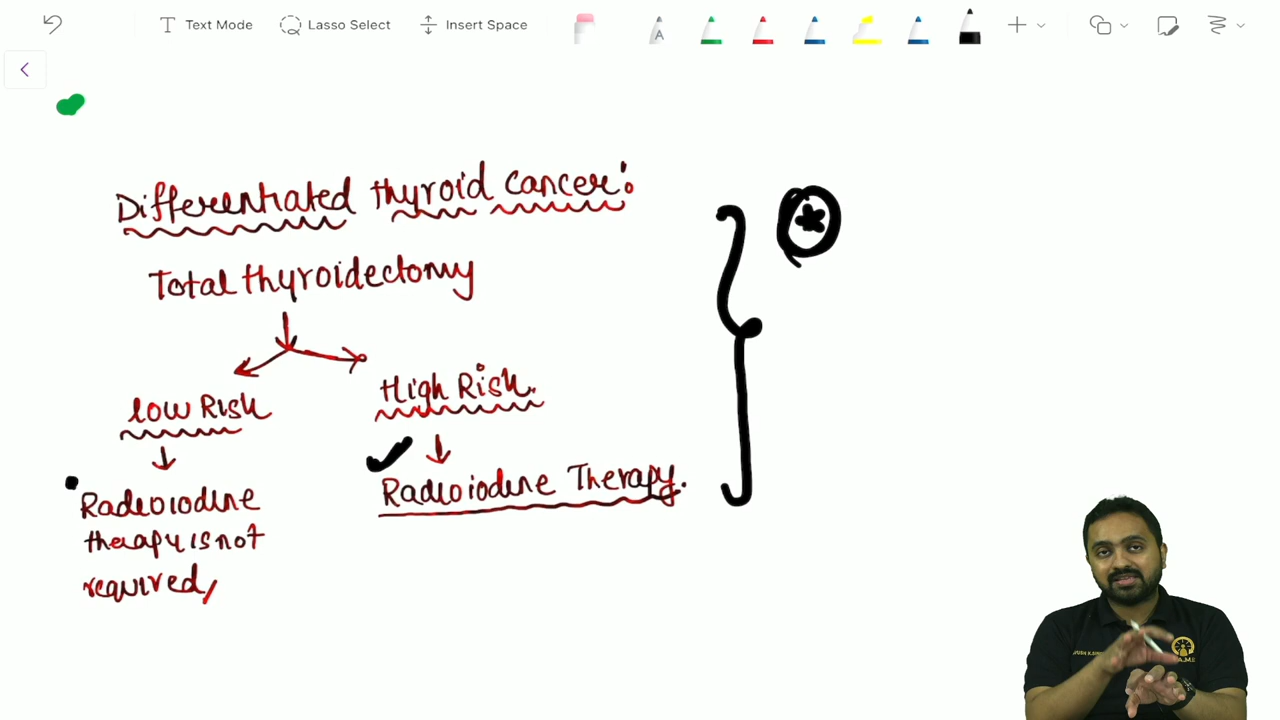 Text Mode
Lasso Select
Insert Space
A
Differentiated thyroid cancer:
Total thyroidectomy
low Risk
High Risk.
Radioiodine Therapy.
Radioiodine
therapy is not
required,